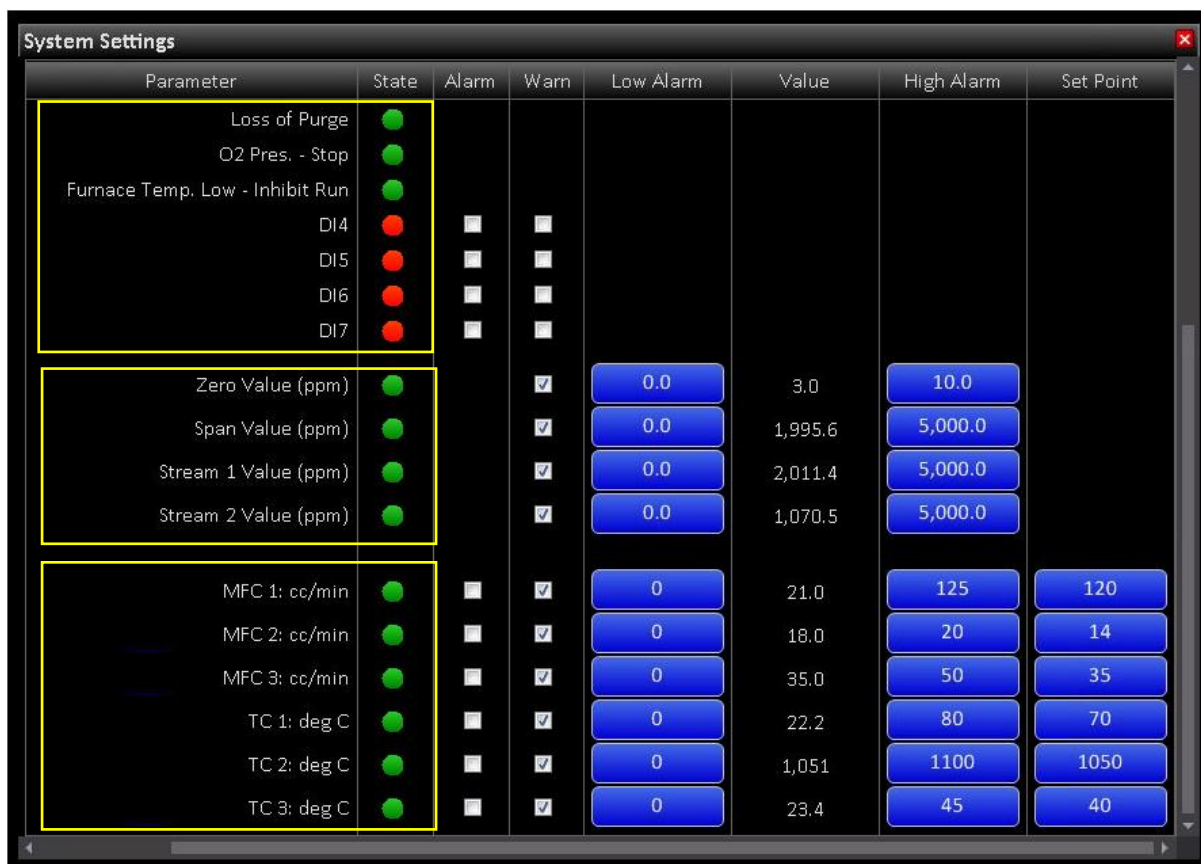 System Settings
Parameter State Alarm Warn Low Alarm Value High Alarm Set Point
Loss of Purge
O2 Pres. - Stop
Furnace Temp. Low - Inhibit Run
DI4
DI5
DI6
DI7
Zero Value (ppm) 0.0 3.0 10.0
Span Value (ppm) 0.0 1,995.6 5,000.0
Stream 1 Value (ppm) 0.0 2,011.4 5,000.0
Stream 2 Value (ppm) 0.0 1,070.5 5,000.0
MFC 1: cc/min 0 21.0 125 120
MFC 2: cc/min 0 18.0 20 14
MFC 3: cc/min 0 35.0 50 35
TC 1: deg C 0 22.2 80 70
TC 2: deg C 0 1,051 1100 1050
TC 3: deg C 0 23.4 45 40